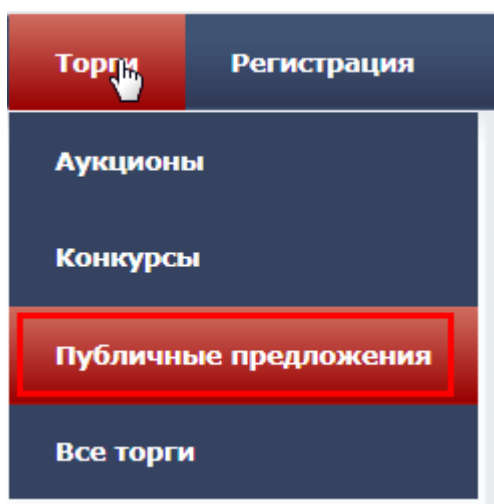 Торги Регистрация
Аукционы
Конкурсы
Публичные предложения
Все торги